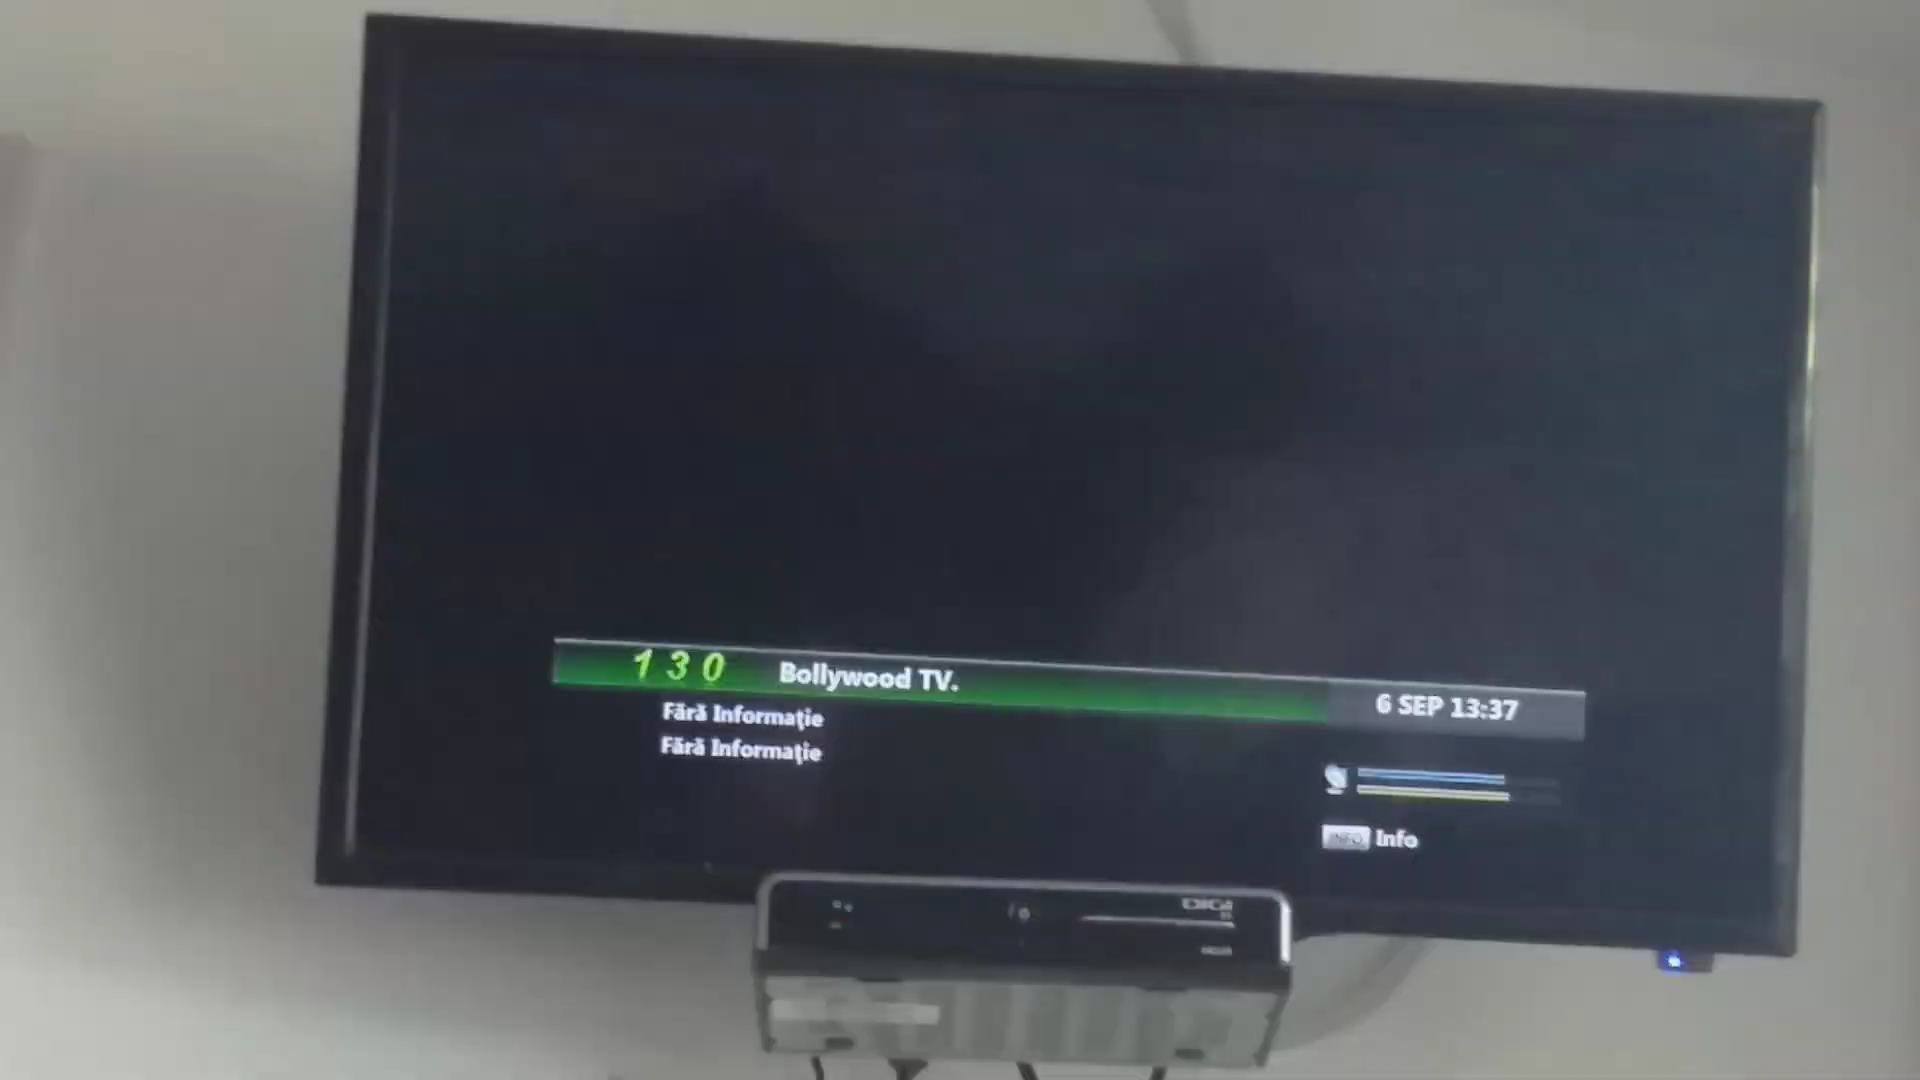 130 Bollywood TV.
6 SEP 13:37
Fără Informaţie
Fără Informaţie
INFO Info
DIGI